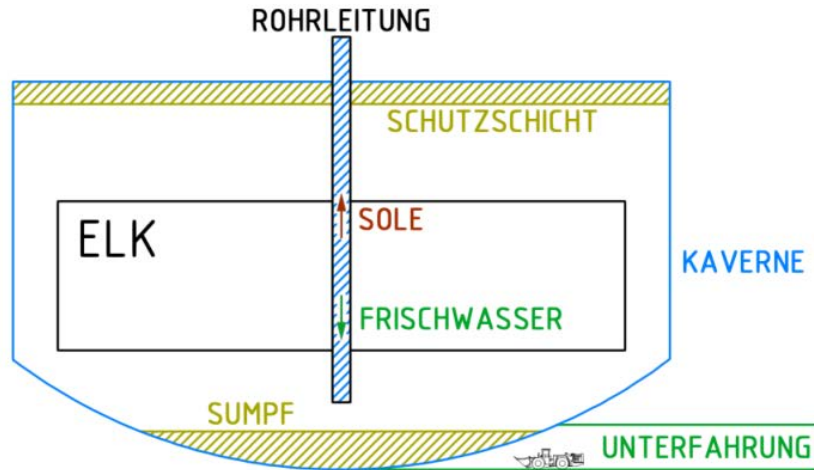 ROHRLEITUNG
SCHUTZSCHICHT
ELK
SOLE
KAVERNE
FRISCHWASSER
SUMPF
UNTERFAHRUNG